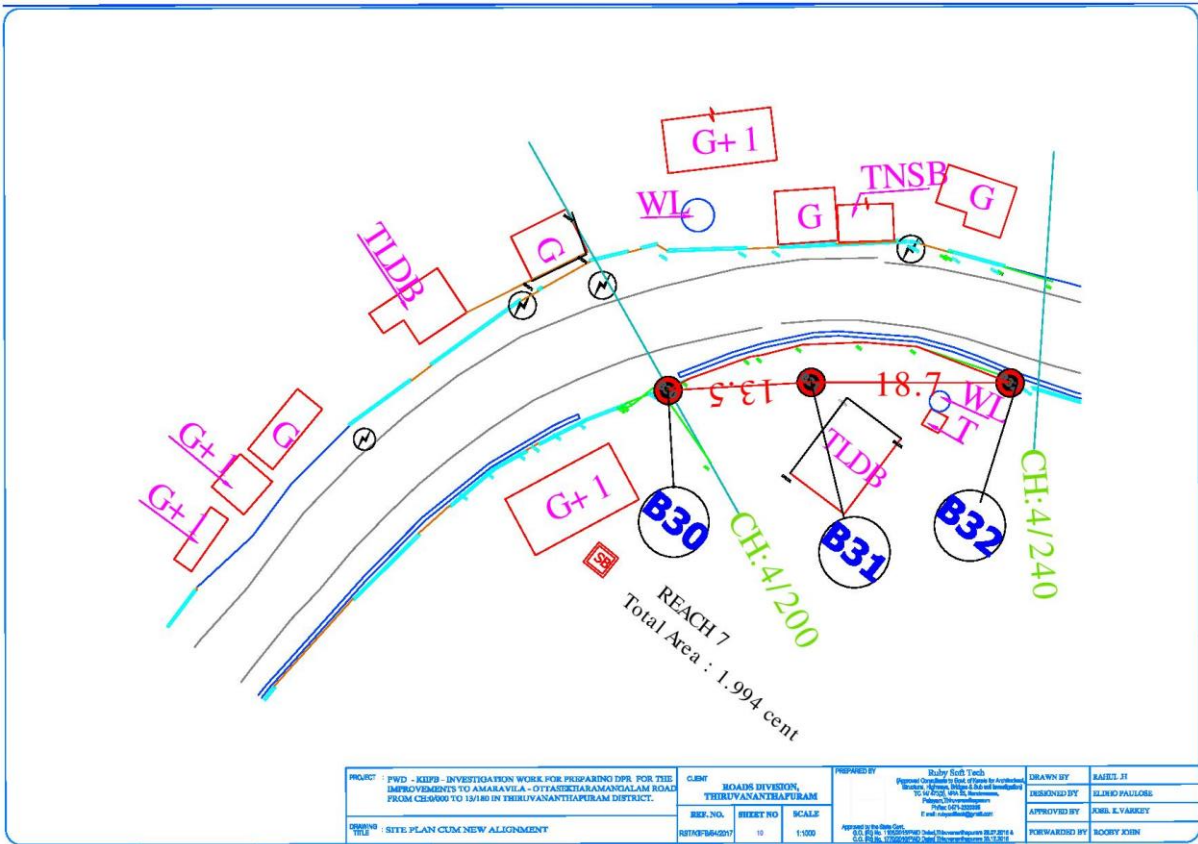 G+ 1
WL
TNSB
G
G
G
TLDB
13.5
18.7
WL
T
TLDB
G
G+ 1
G+ 1
G+ 1
SB
B30
B31
B32
CH:4/200
CH:4/240
REACH 7
Total Area : 1.994 cent
PROJECT : PWD - KIIFB - INVESTIGATION WORK FOR PREPARING DPR FOR THE
IMPROVEMENTS TO AMARAVILA - OTTASEKHARAMANGALAM ROAD
FROM CH:0/000 TO 13/180 IN THIRUVANANTHAPURAM DISTRICT.
DRAWING TITLE : SITE PLAN CUM NEW ALIGNMENT
CLIENT
ROADS DIVISION,
THIRUVANANTHAPURAM
REF. NO. SHEET NO SCALE
10 1:1000
PREPARED BY
Ruby Soft Tech
DRAWN BY RAHUL
DESIGNED BY ELDHO PAULOSE
APPROVED BY K.VARKEY
FORWARDED BY JOHN